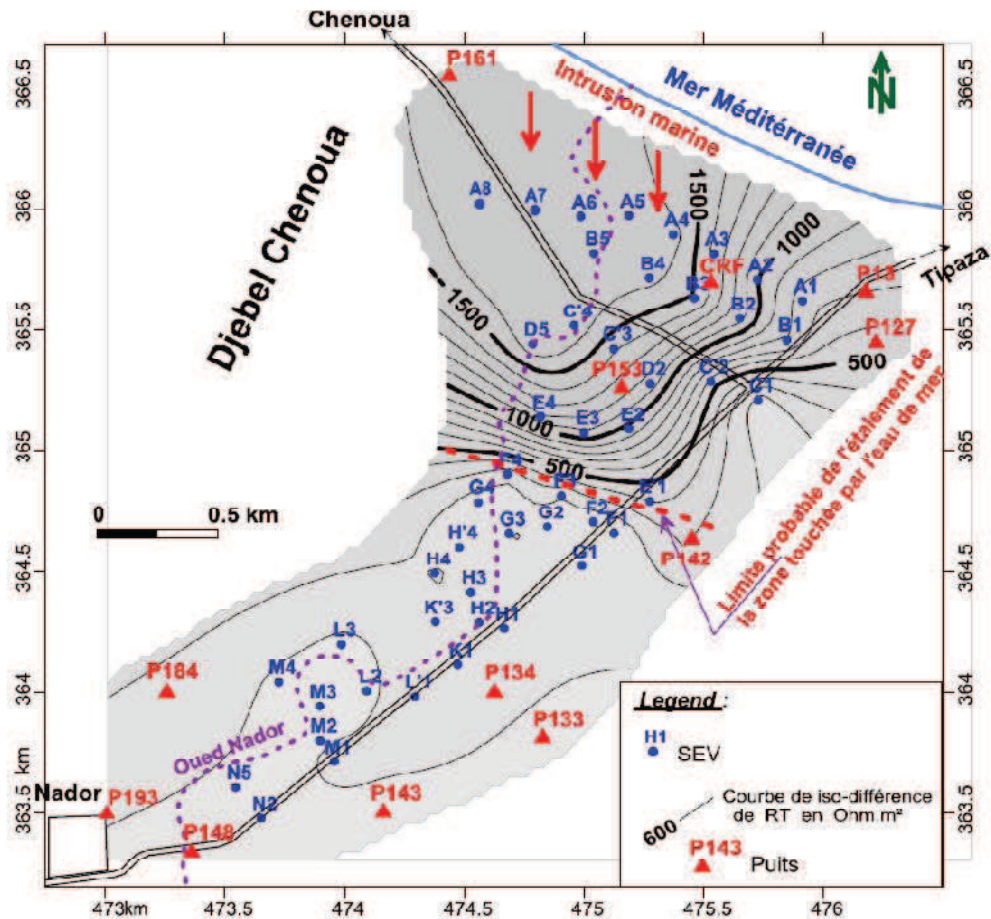 Chenoua
P161
Mer Méditérranée
Intrusion marine
N
Djebel Chenoua
366.5
366
365.5
365
364.5
364
363.5 km
366.5
366
365.5
365
364.5
364
363.5
A8
A7
A6
A5
A4
A3
A2
A1
1500
1000
B5
B4
B3
CRF
B2
B1
P13
Tipaza
P127
1500
D5
C'4
C'3
P153
D2
C'2
C1
500
1000
E4
E3
E2
500
E'1
F4
F3
F2
F1
P142
Limite probable de l'étalement de
la zone touchée par l'eau de mer
0
0.5 km
G4
G3
G2
G1
H'4
H4
H3
K'3
H2
H1
K1
L3
L2
L'1
M4
M3
M2
M1
P184
P134
P133
P143
Oued Nador
N5
N2
Nador
P193
P148
Legend :
H1
SEV
600
Courbe de iso-différence
de RT en Ohm.m²
P143
Puits
473km
473.5
474
474.5
475
475.5
476